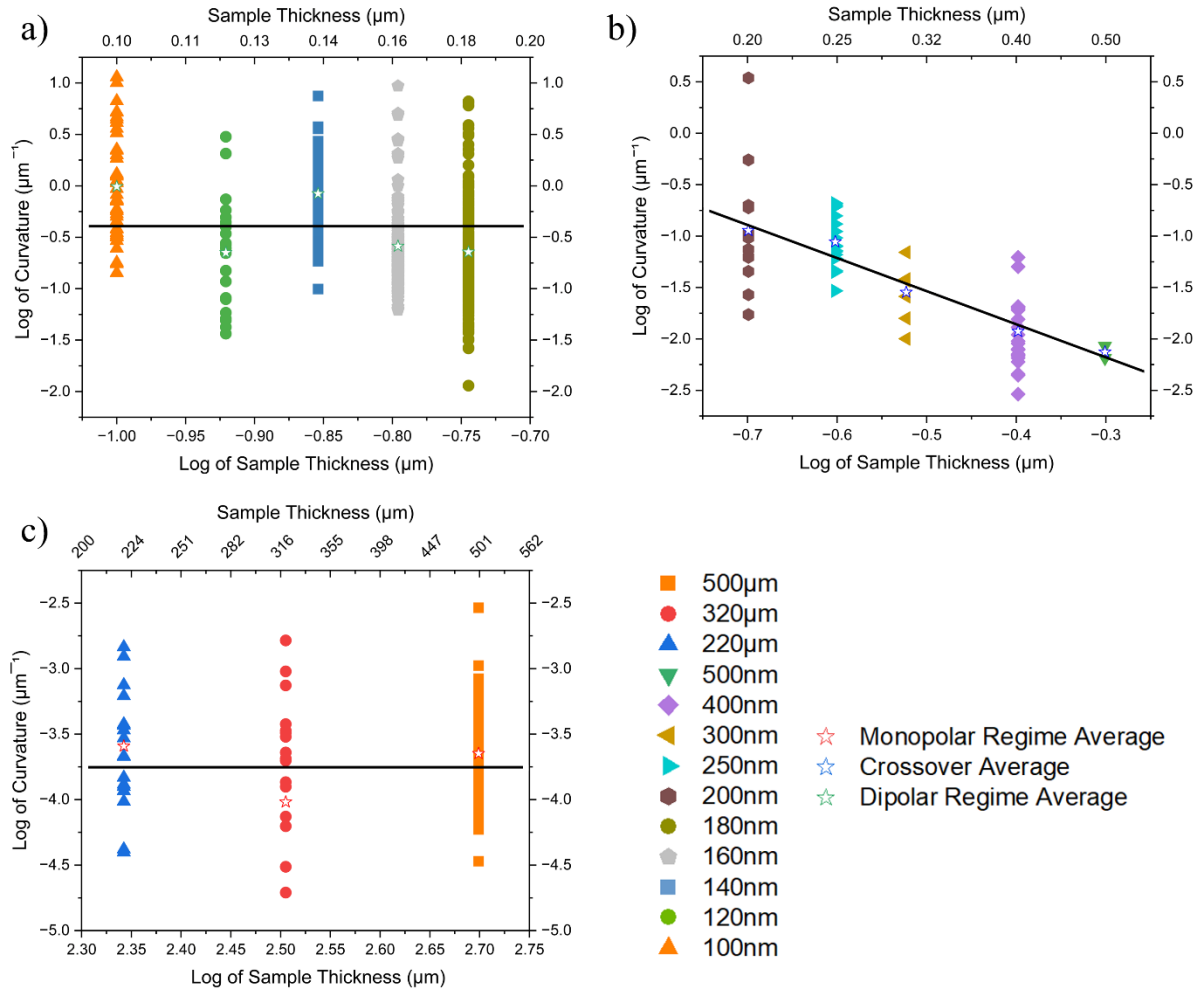 a)
Sample Thickness (µm)
0.10 0.11 0.13 0.14 0.16 0.18 0.20
Log of Curvature (µm⁻¹)
1.0 1.0
0.5 0.5
0.0 0.0
−0.5 −0.5
−1.0 −1.0
−1.5 −1.5
−2.0 −2.0
−1.00 −0.95 −0.90 −0.85 −0.80 −0.75 −0.70
Log of Sample Thickness (µm)
b)
Sample Thickness (µm)
0.20 0.25 0.32 0.40 0.50
Log of Curvature (µm⁻¹)
0.5 0.5
0.0 0.0
−0.5 −0.5
−1.0 −1.0
−1.5 −1.5
−2.0 −2.0
−2.5 −2.5
−0.7 −0.6 −0.5 −0.4 −0.3
Log of Sample Thickness (µm)
c)
Sample Thickness (µm)
200 224 251 282 316 355 398 447 501 562
Log of Curvature (µm⁻¹)
−2.5 −2.5
−3.0 −3.0
−3.5 −3.5
−4.0 −4.0
−4.5 −4.5
−5.0 −5.0
2.30 2.35 2.40 2.45 2.50 2.55 2.60 2.65 2.70 2.75
Log of Sample Thickness (µm)
500µm
320µm
220µm
500nm
400nm
300nm
250nm
200nm
180nm
160nm
140nm
120nm
100nm
Monopolar Regime Average
Crossover Average
Dipolar Regime Average